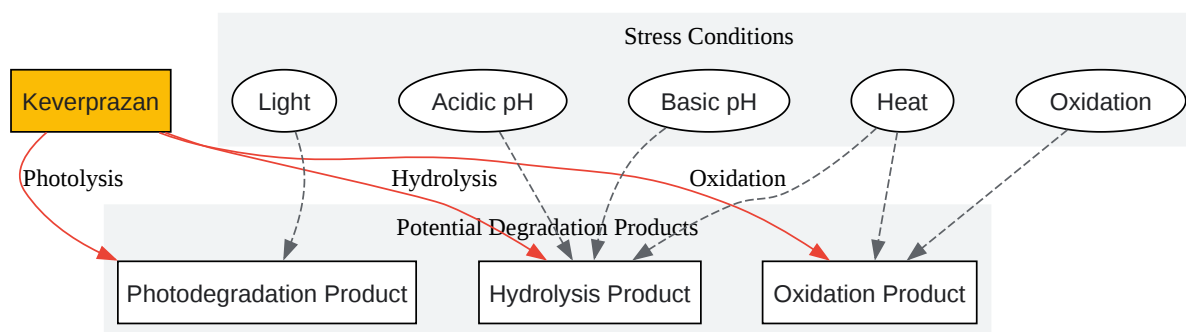 Stress Conditions
Keverprazan
Light
Acidic pH
Basic pH
Heat
Oxidation
Photolysis
Hydrolysis
Oxidation
Potential Degradation Products
Photodegradation Product
Hydrolysis Product
Oxidation Product